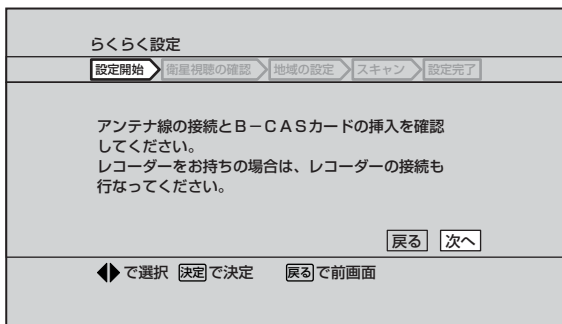 らくらく設定
設定開始 衛星視聴の確認 地域の設定 スキャン 設定完了
アンテナ線の接続とB－CASカードの挿入を確認
してください。
レコーダーをお持ちの場合は、レコーダーの接続も
行なってください。
戻る 次へ
で選択 決定で決定 戻るで前画面